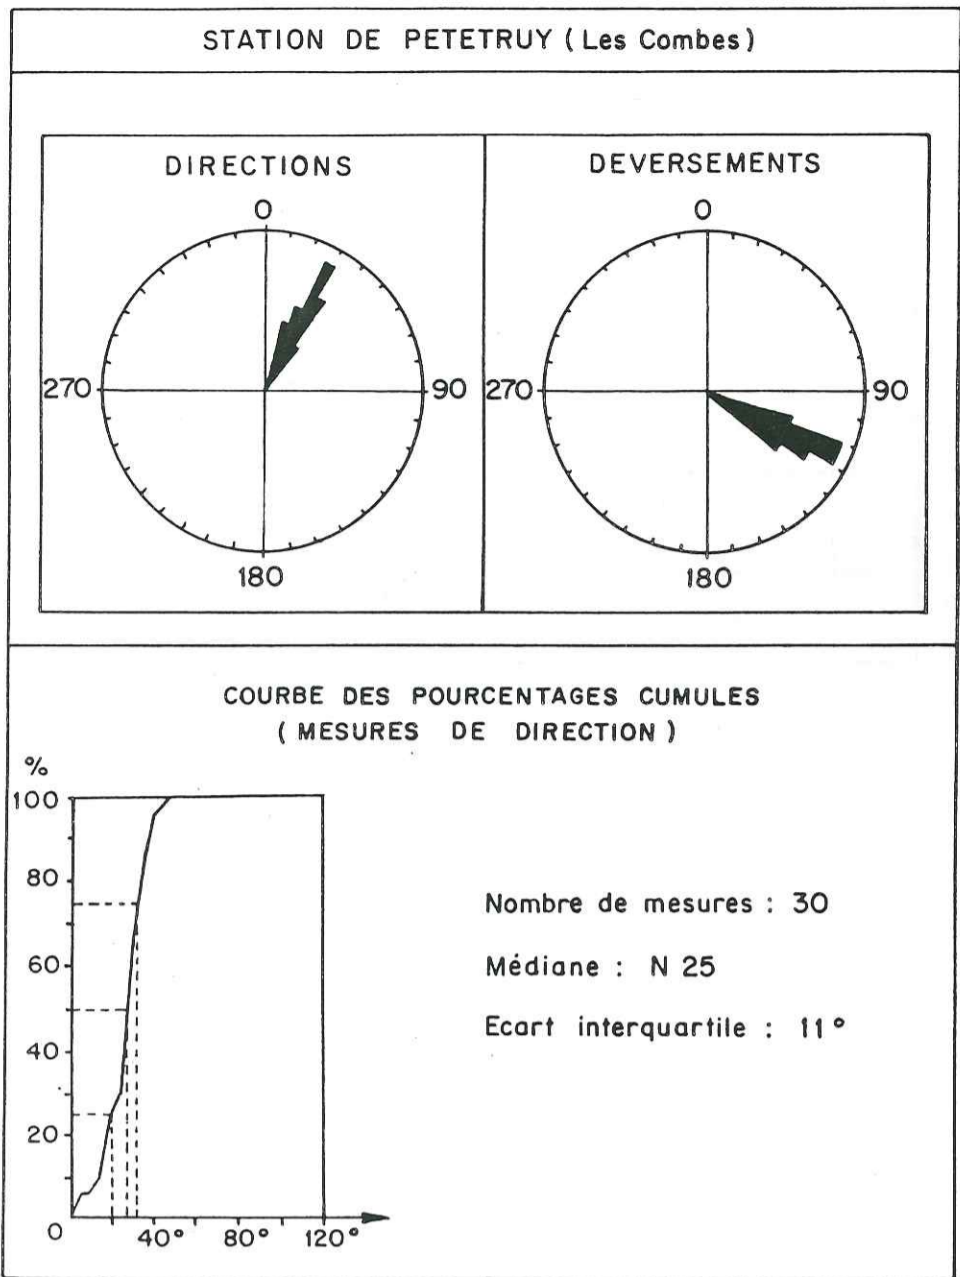 STATION DE PETETRUY (Les Combes)
DIRECTIONS
0
270
90
180
DEVERSEMENTS
0
270
90
180
COURBE DES POURCENTAGES CUMULES
( MESURES DE DIRECTION )
%
100
80
60
40
20
0
40° 80° 120°
Nombre de mesures : 30
Médiane : N 25
Ecart interquartile : 11°